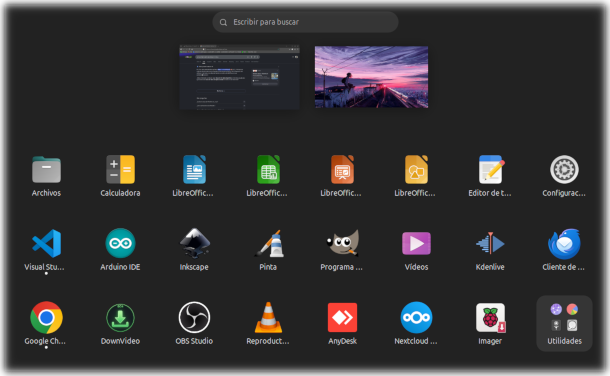 Escribir para buscar
Archivos
Calculadora
LibreOffic...
LibreOffic...
LibreOffic...
LibreOffic...
Editor de t...
Configurac...
Visual Stu...
Arduino IDE
Inkscape
Pinta
Programa ...
Vídeos
Kdenlive
Cliente de ...
Google Ch...
DownVideo
OBS Studio
Reproduct...
AnyDesk
Nextcloud ...
Imager
Utilidades